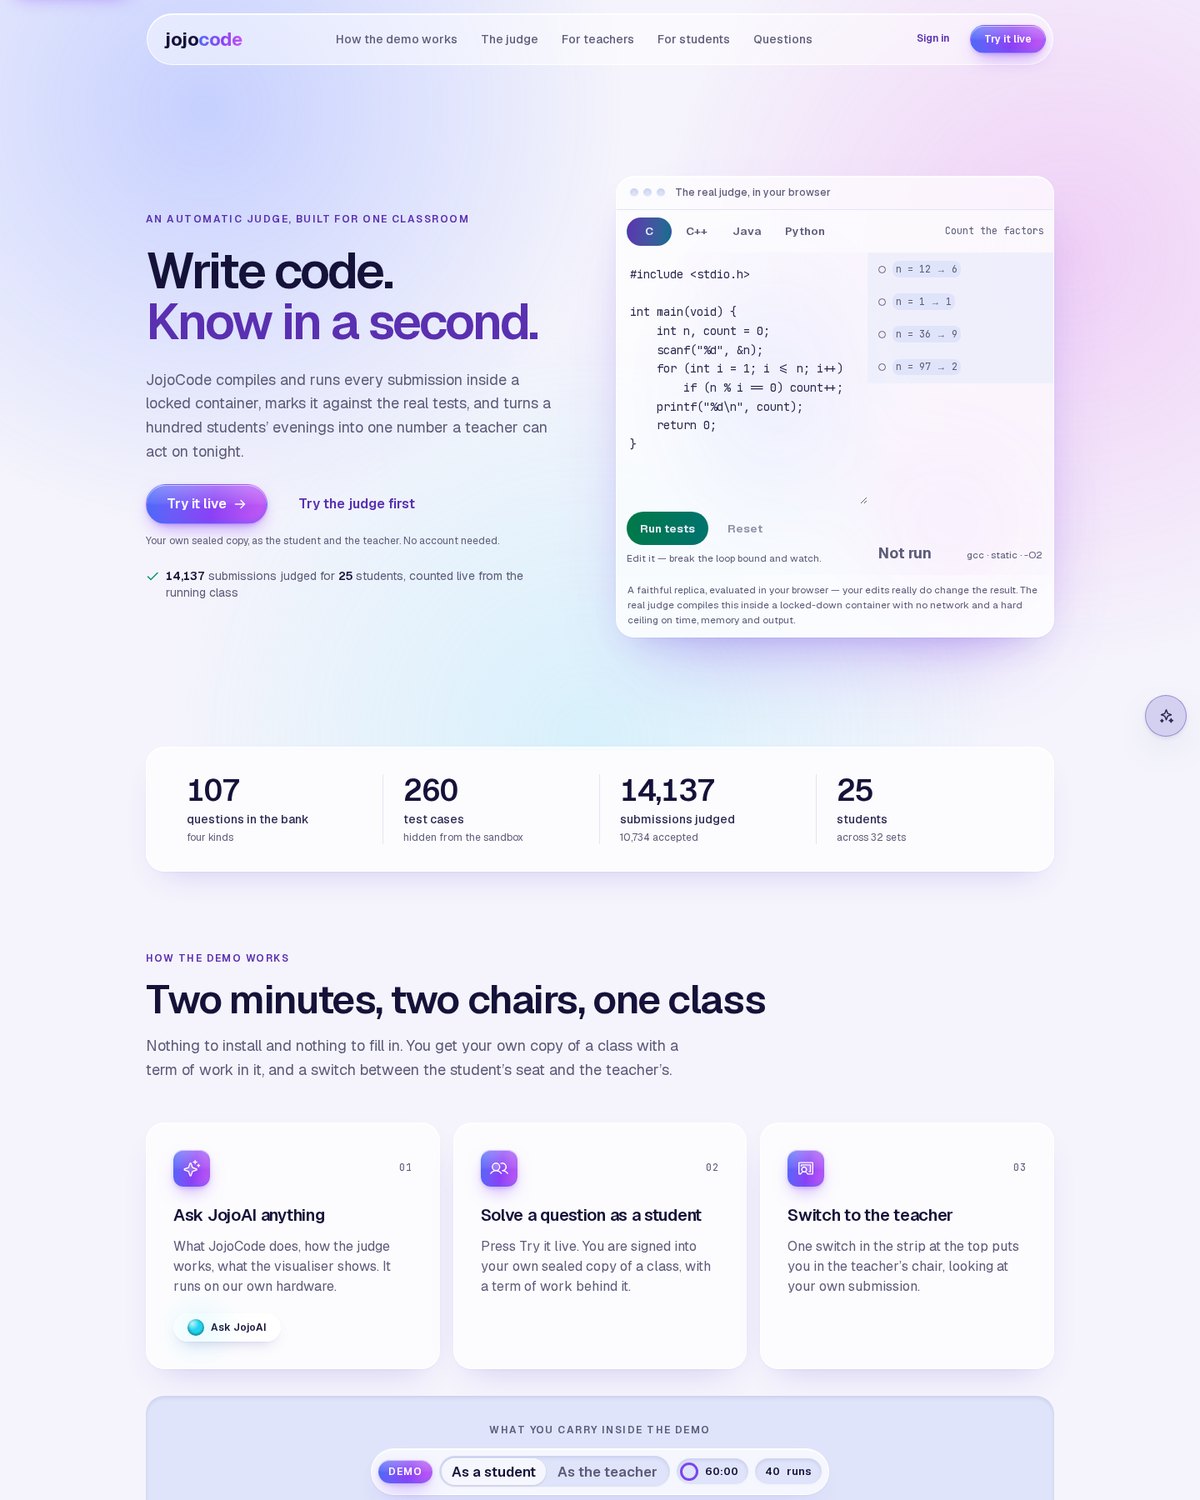 jojocode
How the demo works
The judge
For teachers
For students
Questions
Sign in
Try it live
AN AUTOMATIC JUDGE, BUILT FOR ONE CLASSROOM
Write code.
Know in a second.
JojoCode compiles and runs every submission inside a
locked container, marks it against the real tests, and turns a
hundred students’ evenings into one number a teacher can
act on tonight.
Try it live →
Try the judge first
Your own sealed copy, as the student and the teacher. No account needed.
14,137 submissions judged for 25 students, counted live from the
running class
The real judge, in your browser
C
C++
Java
Python
Count the factors
#include <stdio.h>
int main(void) {
int n, count = 0;
scanf("%d", &n);
for (int i = 1; i <= n; i++)
if (n % i == 0) count++;
printf("%d\n", count);
return 0;
}
n = 12 → 6
n = 1 → 1
n = 36 → 9
n = 97 → 2
Run tests
Reset
Edit it — break the loop bound and watch.
Not run
gcc · static · -O2
A faithful replica, evaluated in your browser — your edits really do change the result. The
real judge compiles this inside a locked-down container with no network and a hard
ceiling on time, memory and output.
107
questions in the bank
four kinds
260
test cases
hidden from the sandbox
14,137
submissions judged
10,734 accepted
25
students
across 32 sets
HOW THE DEMO WORKS
Two minutes, two chairs, one class
Nothing to install and nothing to fill in. You get your own copy of a class with a
term of work in it, and a switch between the student’s seat and the teacher’s.
01
Ask JojoAI anything
What JojoCode does, how the judge
works, what the visualiser shows. It
runs on our own hardware.
Ask JojoAI
02
Solve a question as a student
Press Try it live. You are signed into
your own sealed copy of a class, with
a term of work behind it.
03
Switch to the teacher
One switch in the strip at the top puts
you in the teacher’s chair, looking at
your own submission.
WHAT YOU CARRY INSIDE THE DEMO
DEMO
As a student
As the teacher
60:00
40 runs